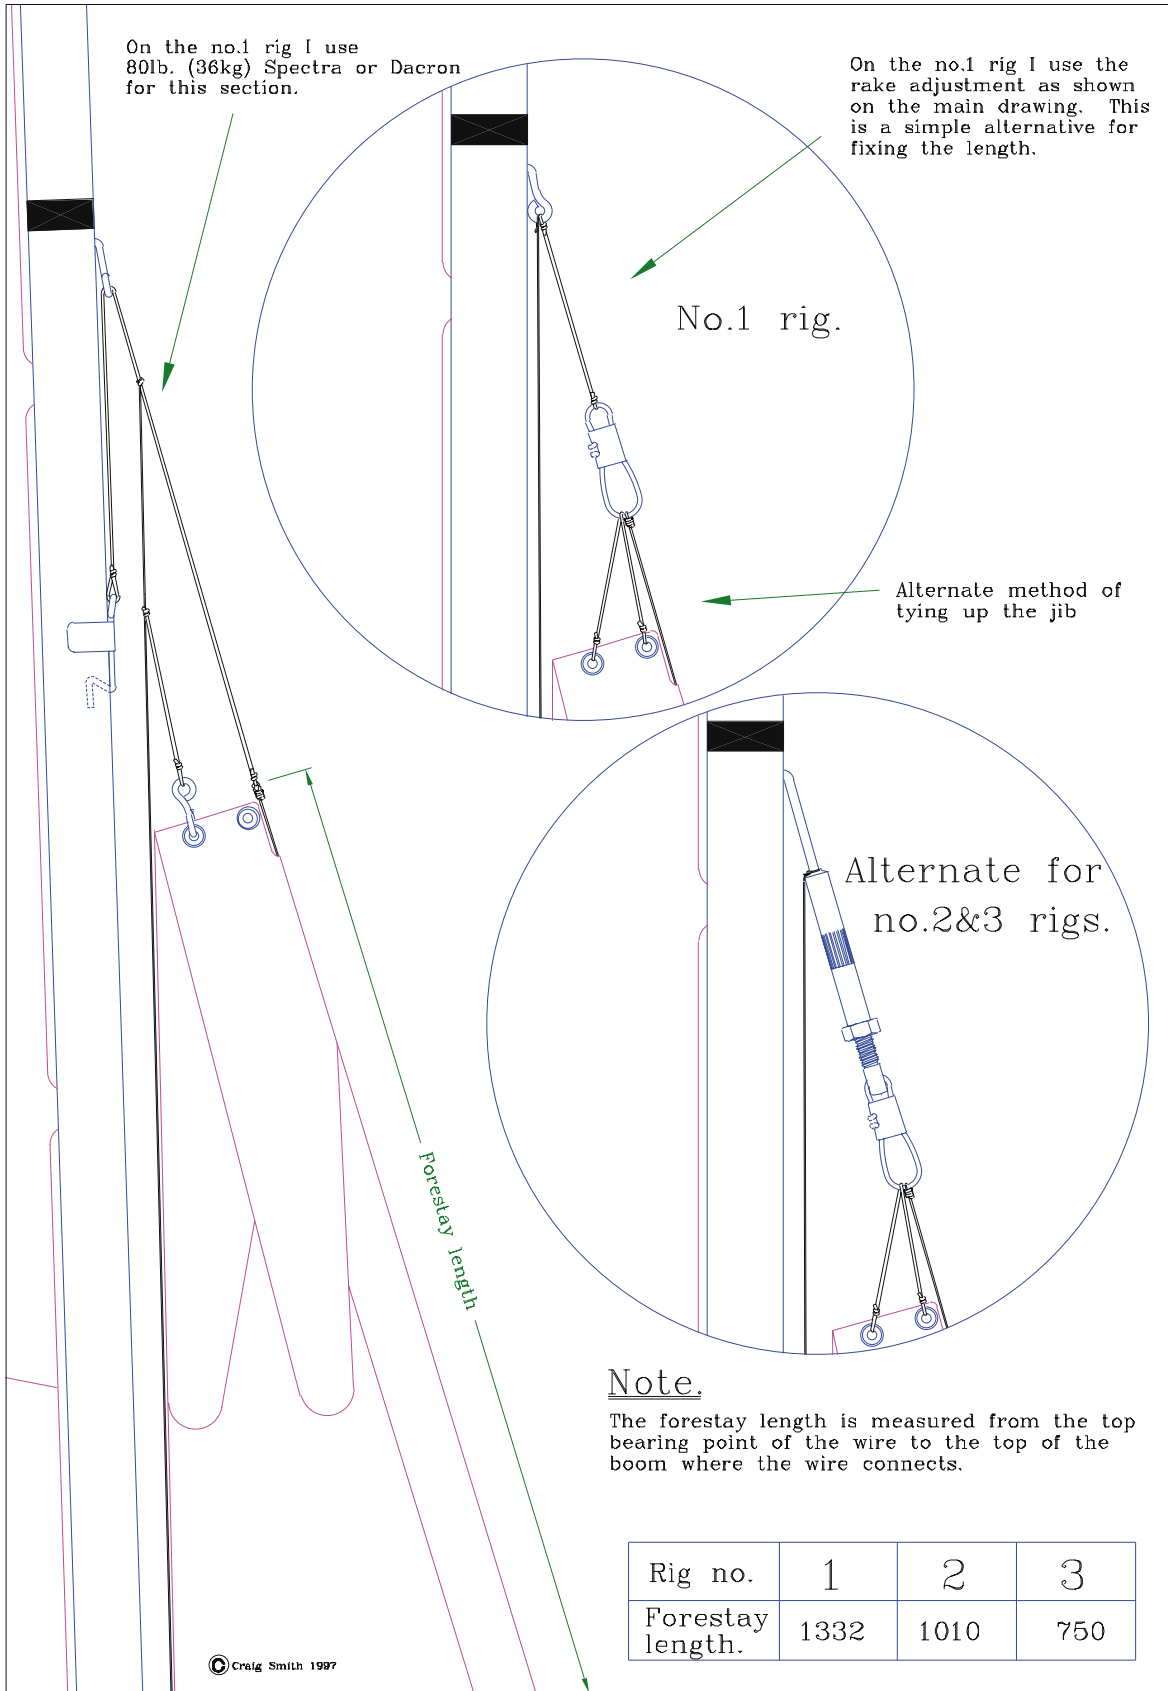 On the no.1 rig I use
80lb. (36kg) Spectra or Dacron
for this section.
On the no.1 rig I use the
rake adjustment as shown
on the main drawing.  This
is a simple alternative for
fixing the length.
No.1 rig.
Alternate method of
tying up the jib
Alternate for
no.2&3 rigs.
Forestay length
Note.
The forestay length is measured from the top
bearing point of the wire to the top of the
boom where the wire connects.
Rig no. 1 2 3
Forestay
length. 1332 1010 750
© Craig Smith 1997